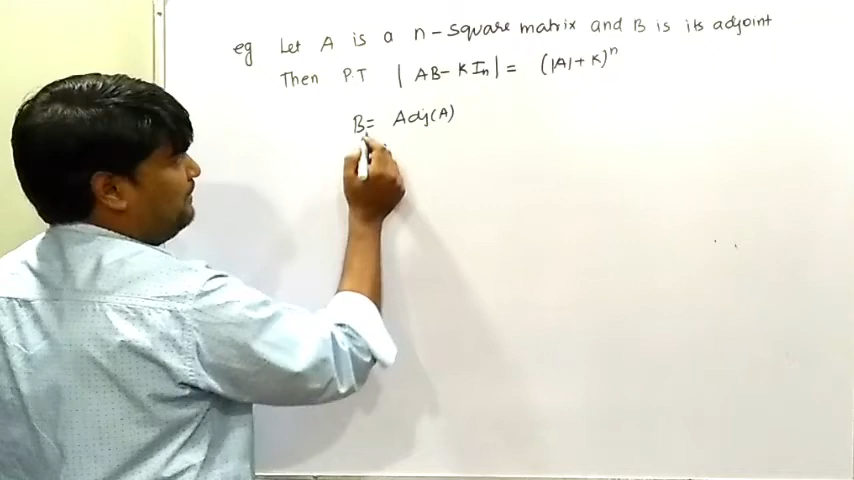 eg Let A is a n-square matrix and B is its adjoint
Then P.T |AB-KIn| = (|A|+K)^n
B= Adj(A)